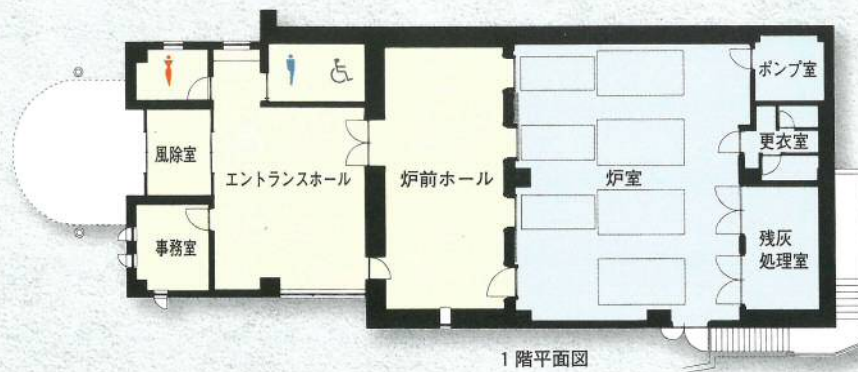 風除室
エントランスホール
事務室
炉前ホール
炉室
ポンプ室
更衣室
残灰
処理室
1階平面図